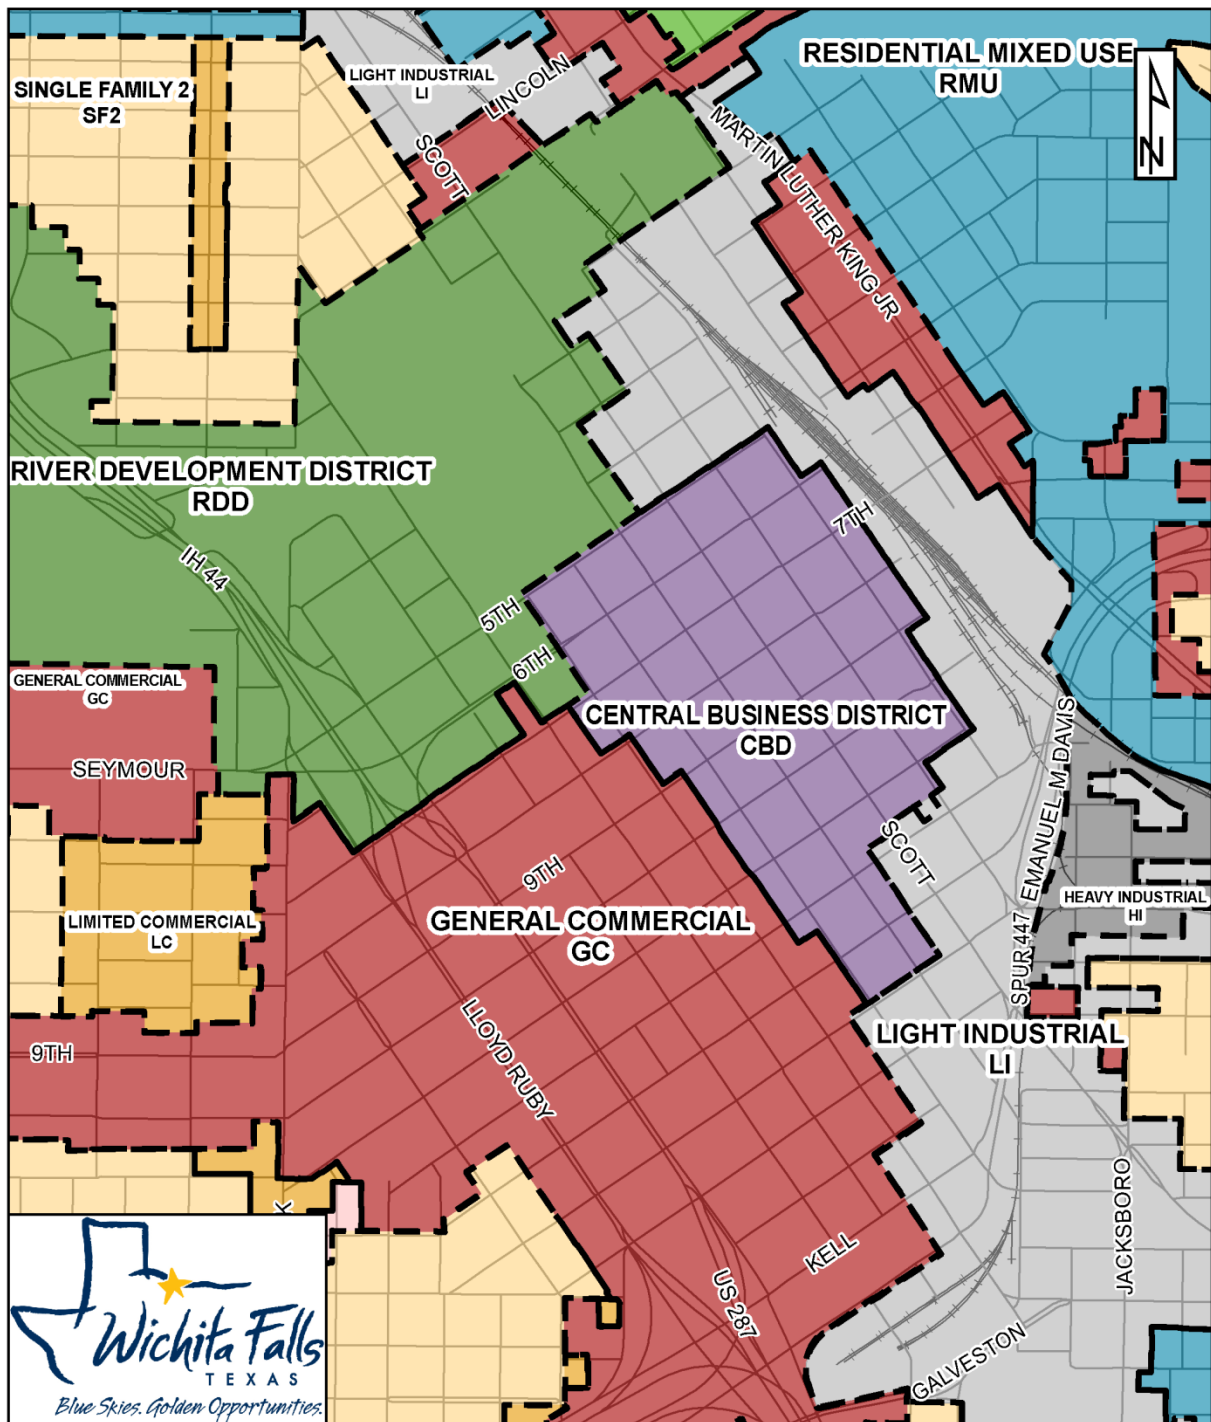 RESIDENTIAL MIXED USE
RMU
LIGHT INDUSTRIAL
LI
SINGLE FAMILY 2
SF2
LINCOLN
SCOTT
MARTIN LUTHER KING JR
N
RIVER DEVELOPMENT DISTRICT
RDD
7TH
IH 44
5TH
6TH
GENERAL COMMERCIAL
GC
SEYMOUR
CENTRAL BUSINESS DISTRICT
CBD
SPUR 447 - EMANUEL M DAVIS
SCOTT
9TH
HEAVY INDUSTRIAL
HI
LIMITED COMMERCIAL
LC
GENERAL COMMERCIAL
GC
LLOYD RUBY
LIGHT INDUSTRIAL
LI
9TH
JACKSBORO
K
KELL
US 287
GALVESTON
Wichita Falls
TEXAS
Blue Skies. Golden Opportunities.